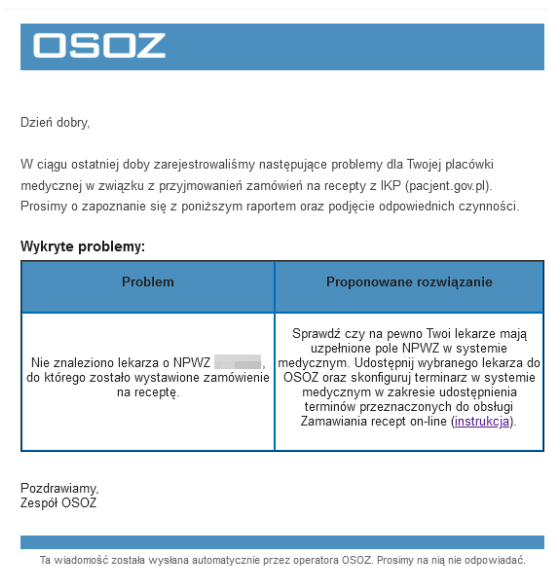 OSOZ
Dzień dobry,
W ciągu ostatniej doby zarejestrowaliśmy następujące problemy dla Twojej placówki
medycznej w związku z przyjmowanień zamówień na recepty z IKP (pacjent.gov.pl).
Prosimy o zapoznanie się z poniższym raportem oraz podjęcie odpowiednich czynności.
Wykryte problemy:
Problem
Proponowane rozwiązanie
Nie znaleziono lekarza o NPWZ ,
do którego zostało wystawione zamówienie
na receptę.
Sprawdź czy na pewno Twoi lekarze mają
uzpełnione pole NPWZ w systemie
medycznym. Udostępnij wybranego lekarza do
OSOZ oraz skonfiguruj terminarz w systemie
medycznym w zakresie udostępnienia
terminów przeznaczonych do obsługi
Zamawiania recept on-line (instrukcja).
Pozdrawiamy,
Zespół OSOZ
Ta wiadomość została wysłana automatycznie przez operatora OSOZ. Prosimy na nią nie odpowiadać.